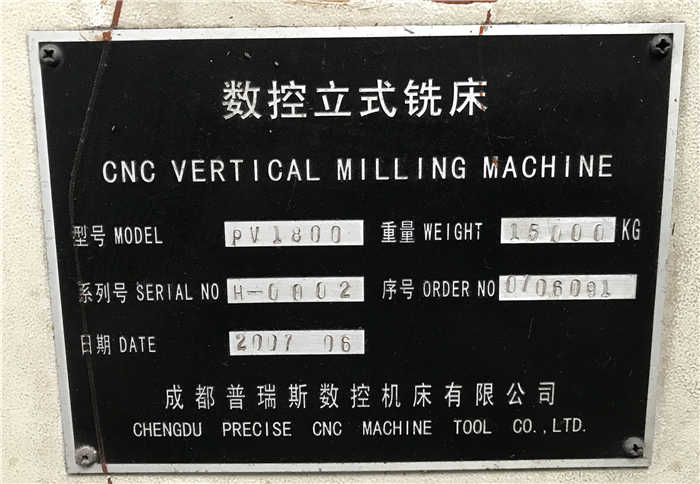 数控立式铣床
CNC VERTICAL MILLING MACHINE
型号 MODEL PV1800 重量 WEIGHT 15000 KG
系列号 SERIAL NO H-0002 序号 ORDER NO 0706091
日期 DATE 2007 06
成都普瑞斯数控机床有限公司
CHENGDU PRECISE CNC MACHINE TOOL CO.,LTD.